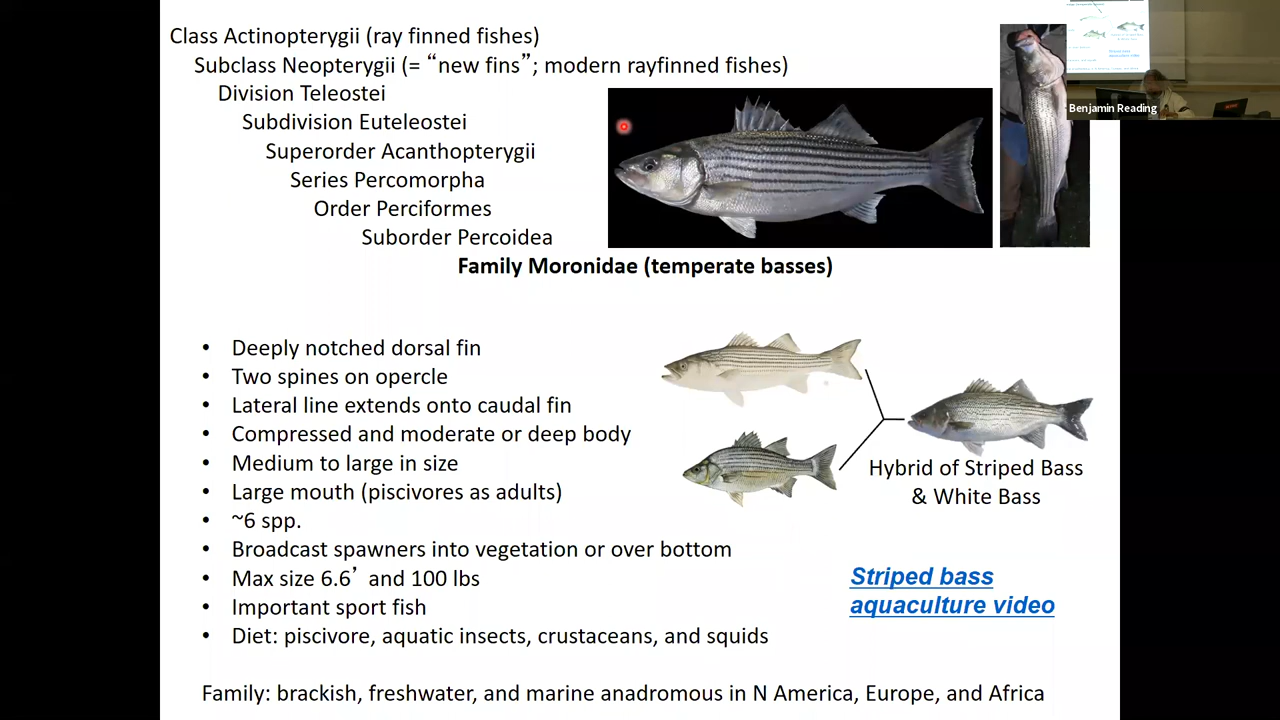 Class Actinopterygii (ray finned fishes)
Subclass Neopterygii (= “new fins”; modern rayfinned fishes)
Division Teleostei
Subdivision Euteleostei
Superorder Acanthopterygii
Series Percomorpha
Order Perciformes
Suborder Percoidea
Family Moronidae (temperate basses)
Benjamin Reading
• Deeply notched dorsal fin
• Two spines on opercle
• Lateral line extends onto caudal fin
• Compressed and moderate or deep body
• Medium to large in size
• Large mouth (piscivores as adults)
• ~6 spp.
• Broadcast spawners into vegetation or over bottom
• Max size 6.6’ and 100 lbs
• Important sport fish
• Diet: piscivore, aquatic insects, crustaceans, and squids
Hybrid of Striped Bass
& White Bass
Striped bass
aquaculture video
Family: brackish, freshwater, and marine anadromous in N America, Europe, and Africa